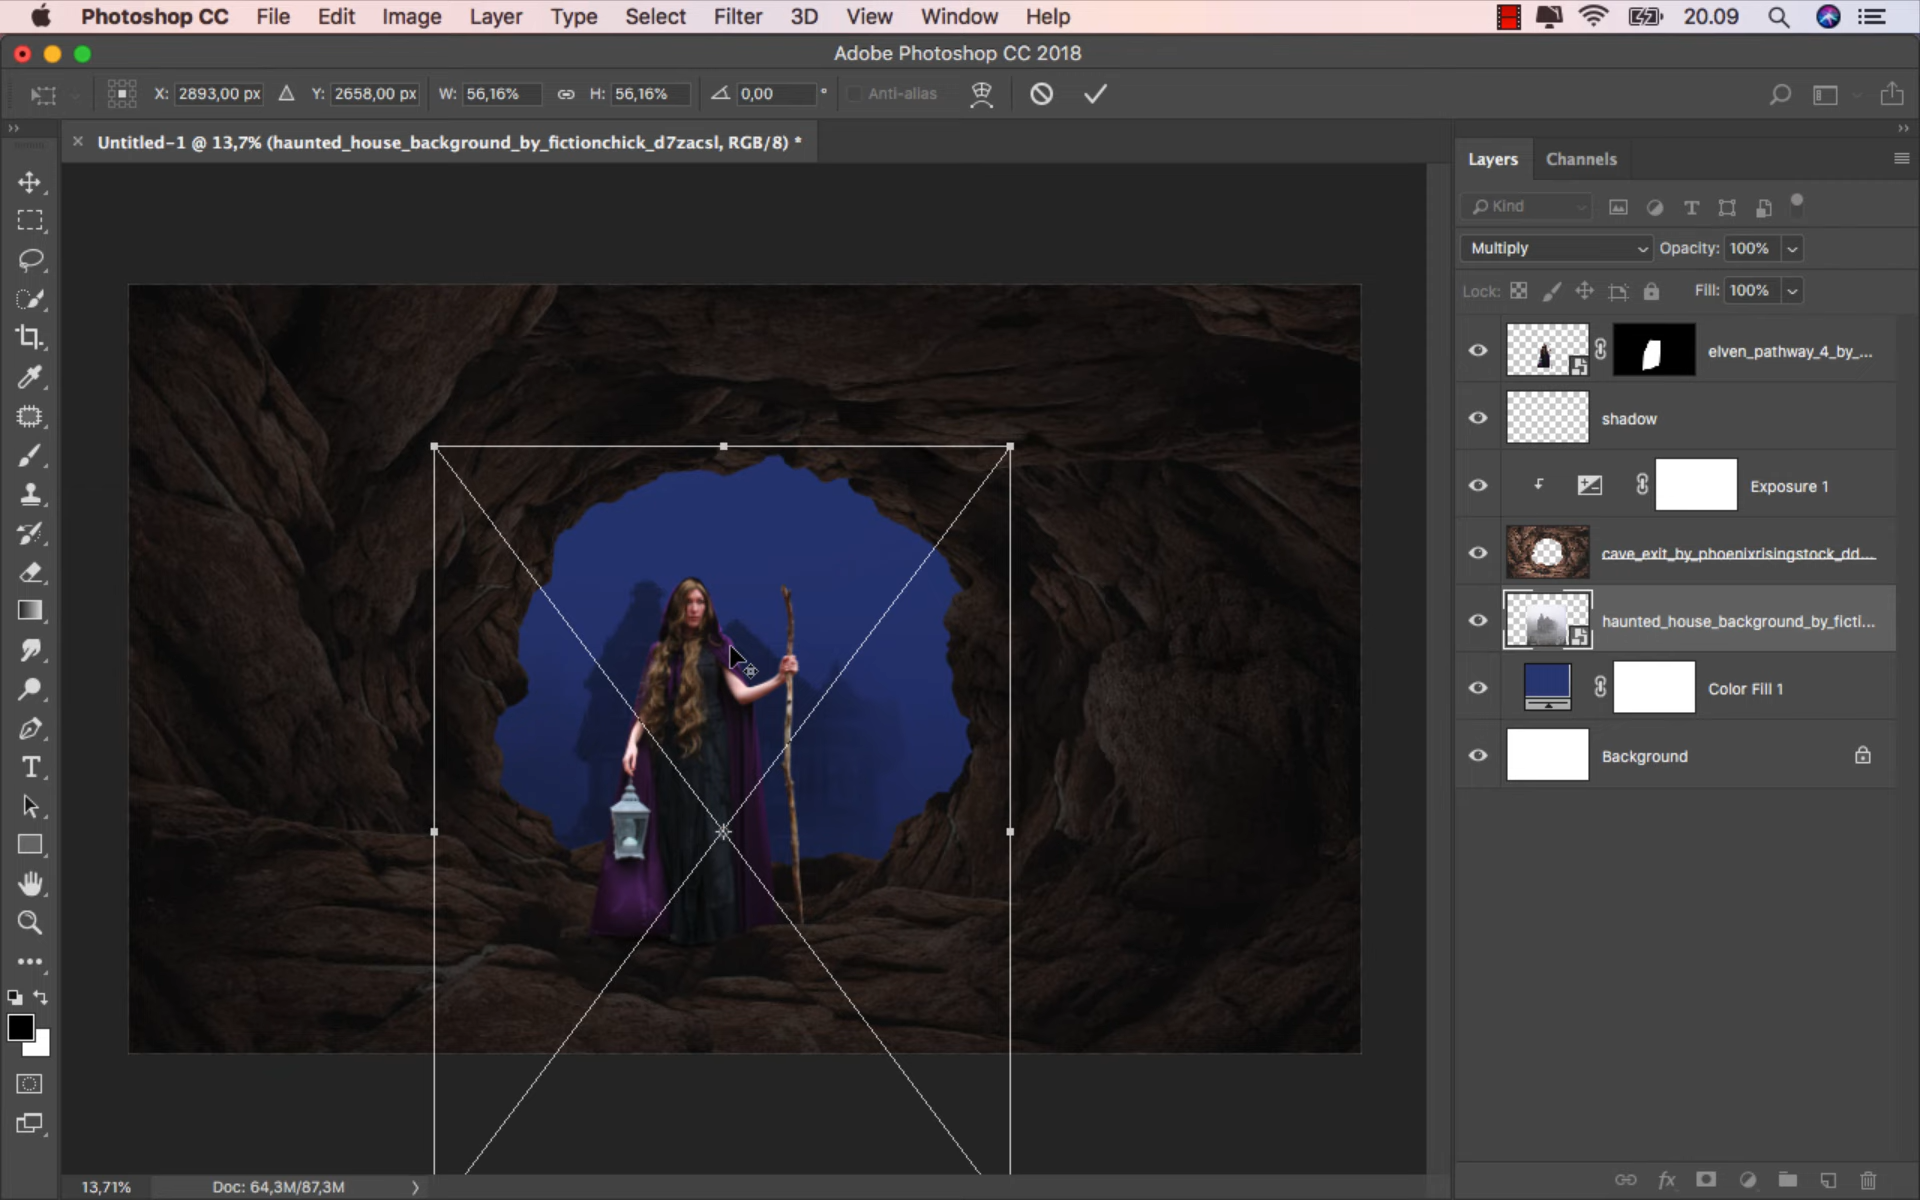 Photoshop CC File Edit Image Layer Type Select Filter 3D View Window Help 20.09
Adobe Photoshop CC 2018
X: 2893,00 px Y: 2658,00 px W: 56,16% H: 56,16% 0,00 ° Anti-alias
Untitled-1 @ 13,7% (haunted_house_background_by_fictionchick_d7zacsl, RGB/8) *
Layers Channels
Kind
Multiply Opacity: 100%
Lock: Fill: 100%
elven_pathway_4_by_...
shadow
Exposure 1
cave_exit_by_phoenixrisingstock_dd...
haunted_house_background_by_ficti...
Color Fill 1
Background
13,71% Doc: 64,3M/87,3M